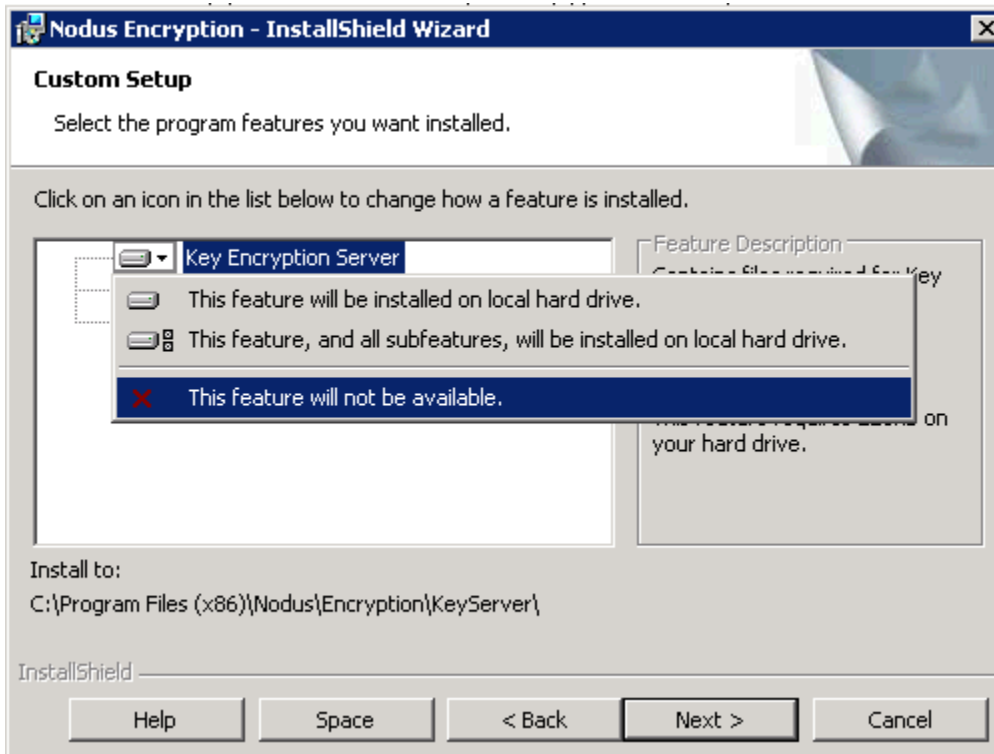 Nodus Encryption - InstallShield Wizard
Custom Setup
Select the program features you want installed.
Click on an icon in the list below to change how a feature is installed.
Key Encryption Server
Feature Description
Key
This feature will be installed on local hard drive.
This feature, and all subfeatures, will be installed on local hard drive.
This feature will not be available.
on
your hard drive.
Install to:
C:\Program Files (x86)\Nodus\Encryption\KeyServer\
InstallShield
Help
Space
< Back
Next >
Cancel